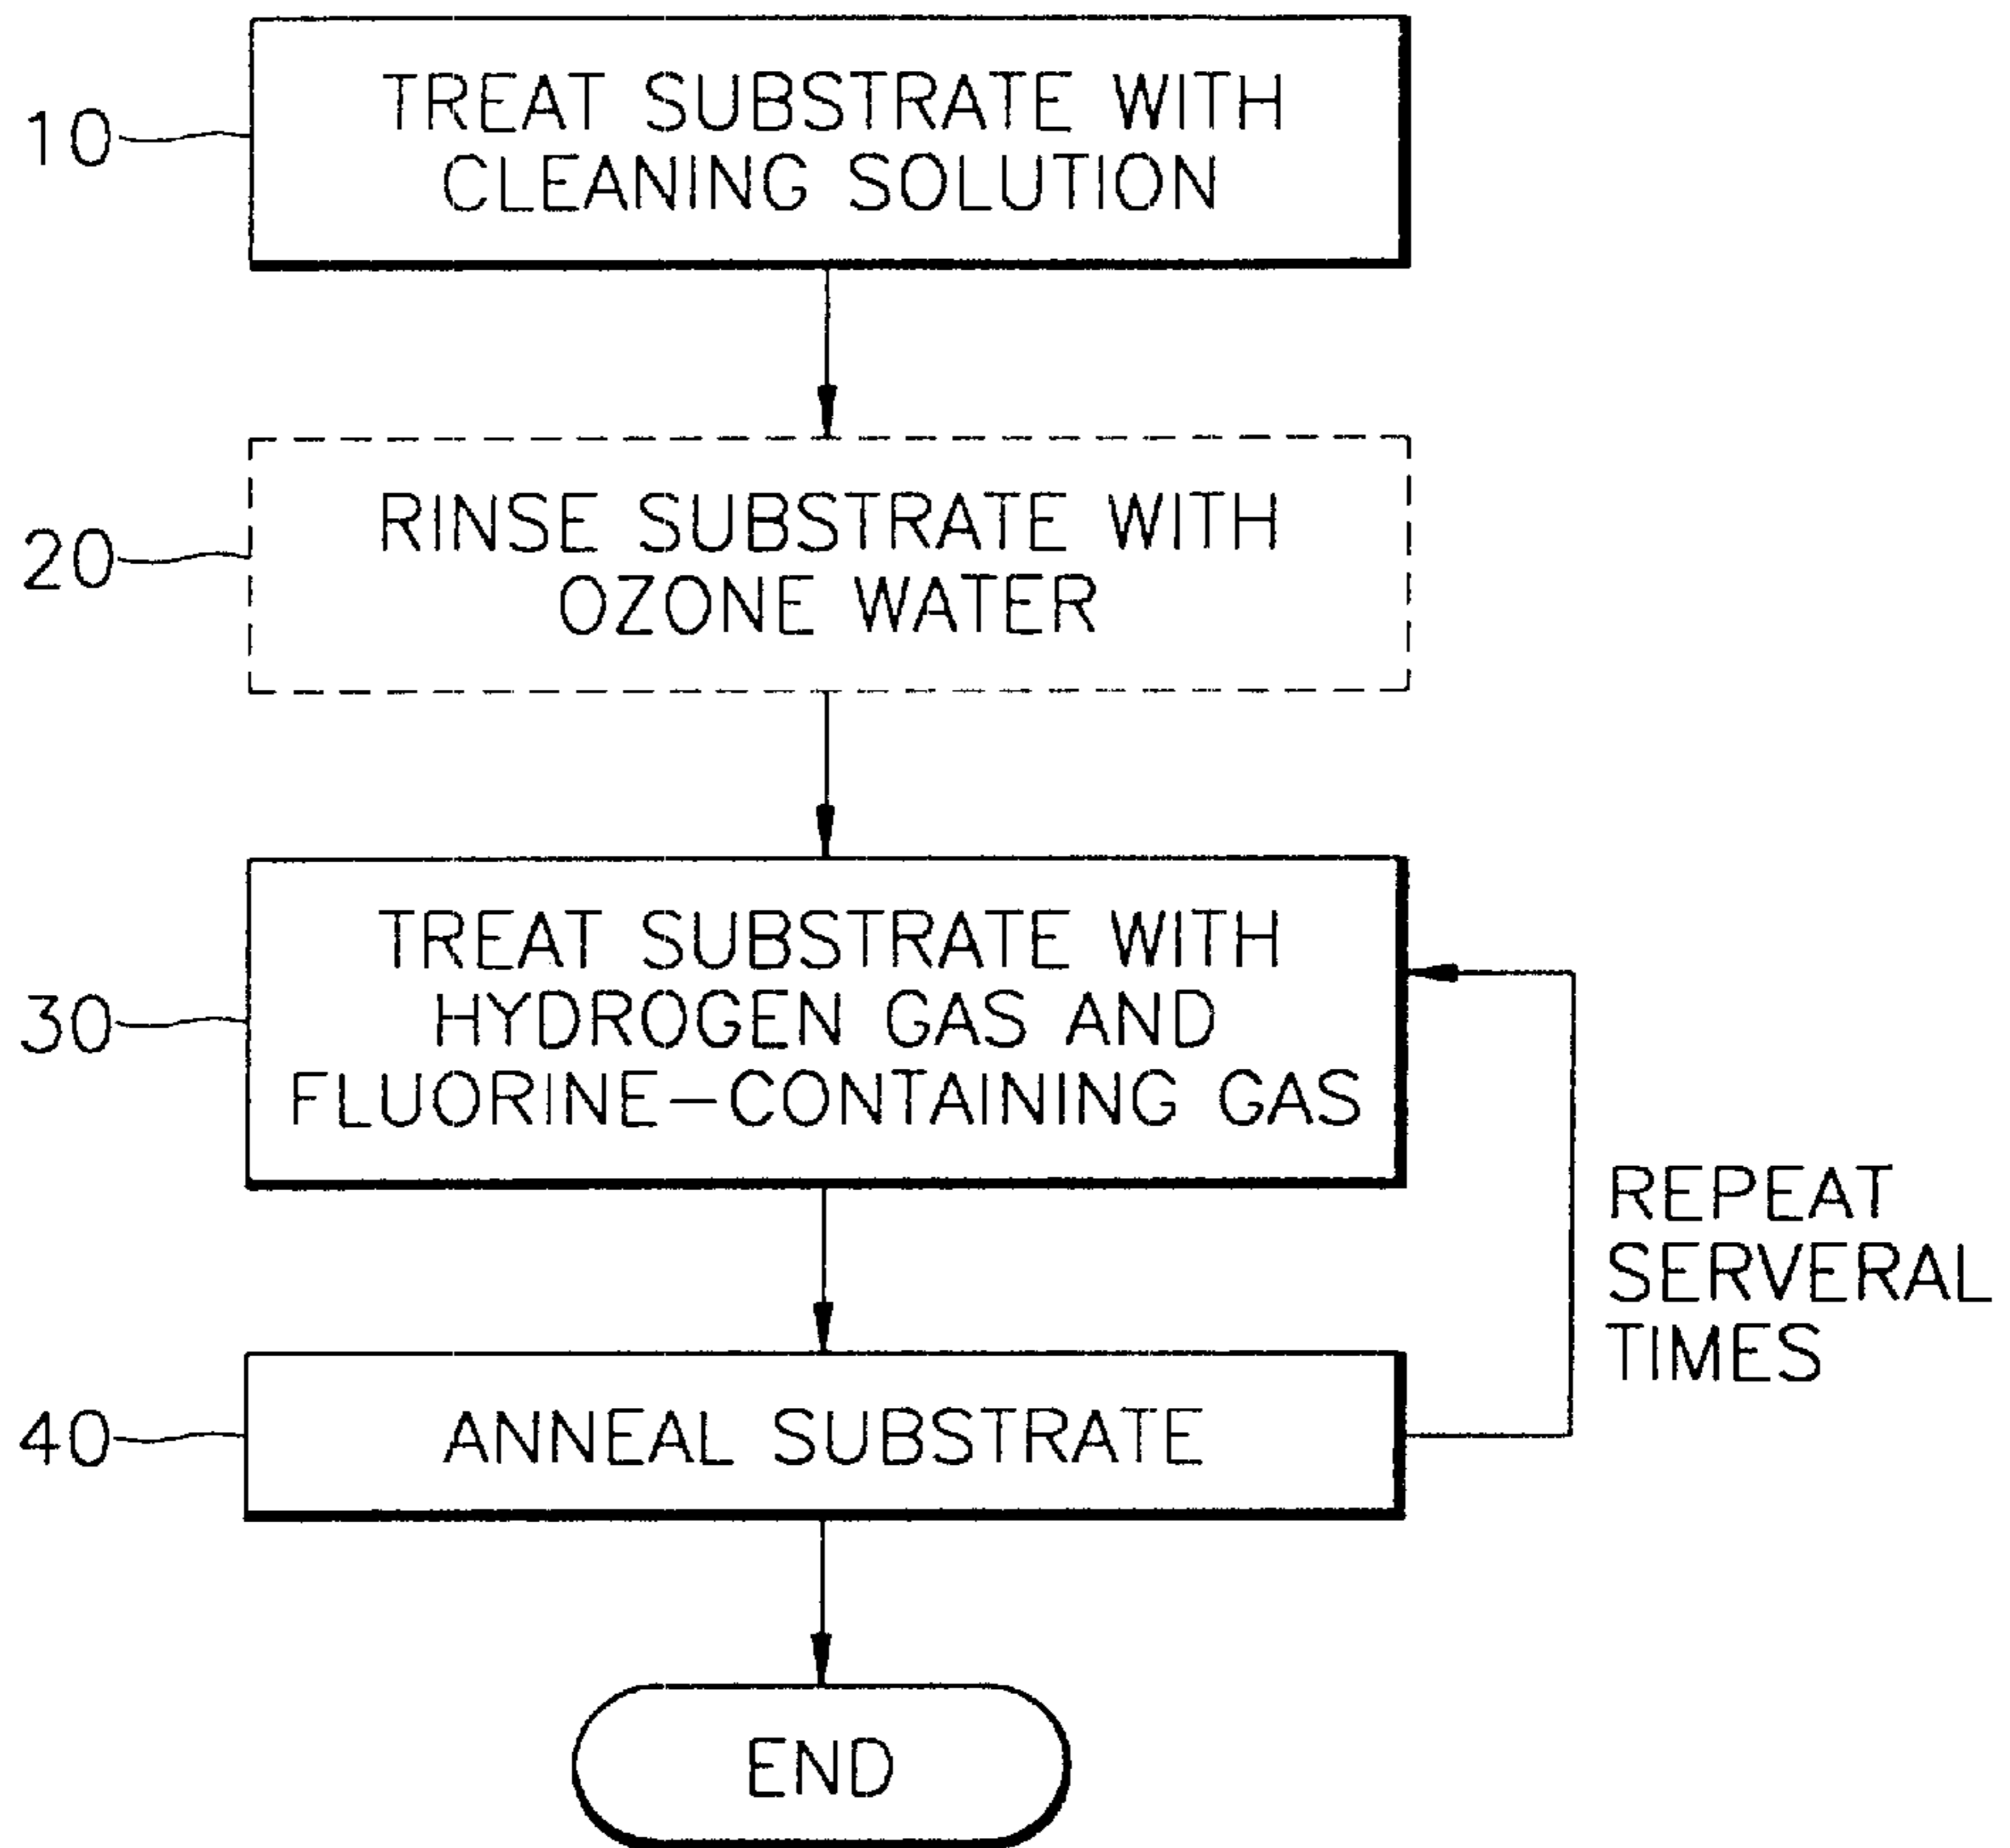 10
TREAT SUBSTRATE WITH
CLEANING SOLUTION
20
RINSE SUBSTRATE WITH
OZONE WATER
30
TREAT SUBSTRATE WITH
HYDROGEN GAS AND
FLUORINE-CONTAINING GAS
REPEAT
SERVERAL
TIMES
40
ANNEAL SUBSTRATE
END